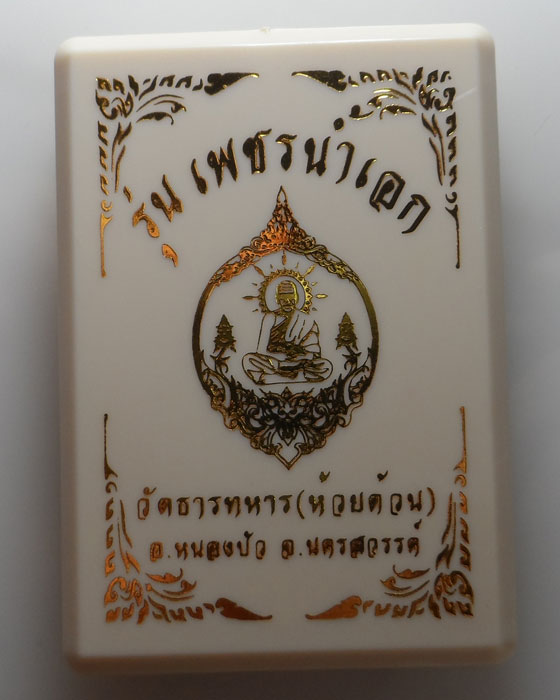 รุ่น เพชรนำเอก
วัดธารทหาร(ห้วยด้วน)
อ.หนองบัว จ.นครสวรรค์